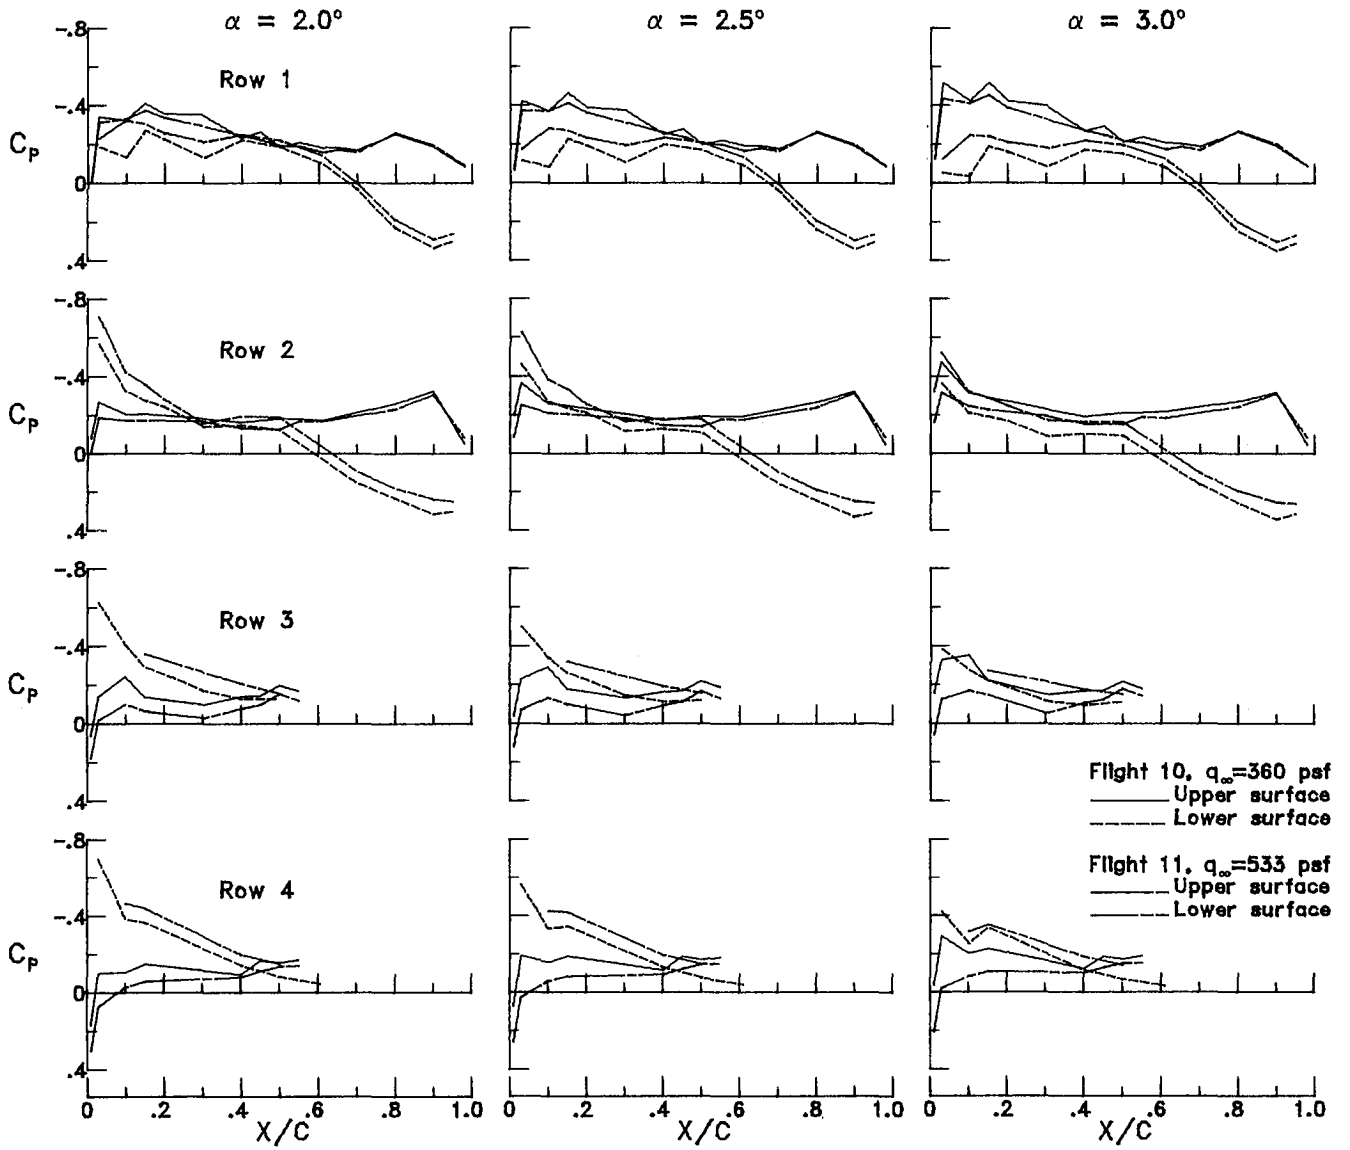 α = 2.0° α = 2.5° α = 3.0°
-.8
Row 1
-.4
Cp
0
.4
-.8
Row 2
-.4
Cp
0
.4
-.8
Row 3
-.4
Cp
0
.4
Flight 10, q∞=360 psf
Upper surface
Lower surface
-.8
Flight 11, q∞=533 psf
Row 4
Upper surface
-.4
Lower surface
Cp
0
.4
0 .2 .4 .6 .8 1.0 0 .2 .4 .6 .8 1.0 0 .2 .4 .6 .8 1.0
X/C X/C X/C